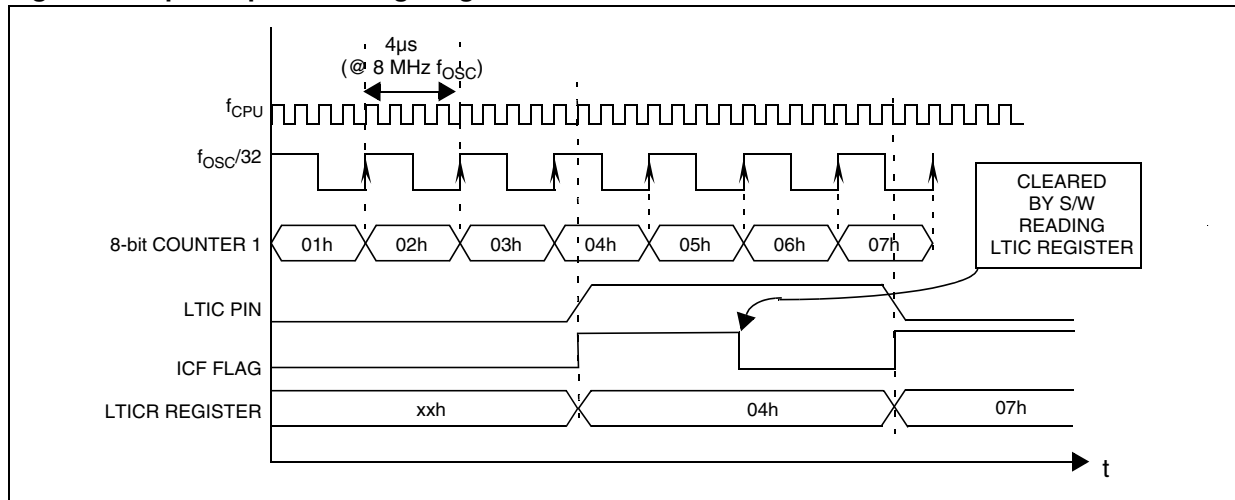 4µs
(@ 8 MHz fOSC)
fCPU
fOSC/32
CLEARED
BY S/W
READING
LTIC REGISTER
8-bit COUNTER 1
01h
02h
03h
04h
05h
06h
07h
LTIC PIN
ICF FLAG
LTICR REGISTER
xxh
04h
07h
t